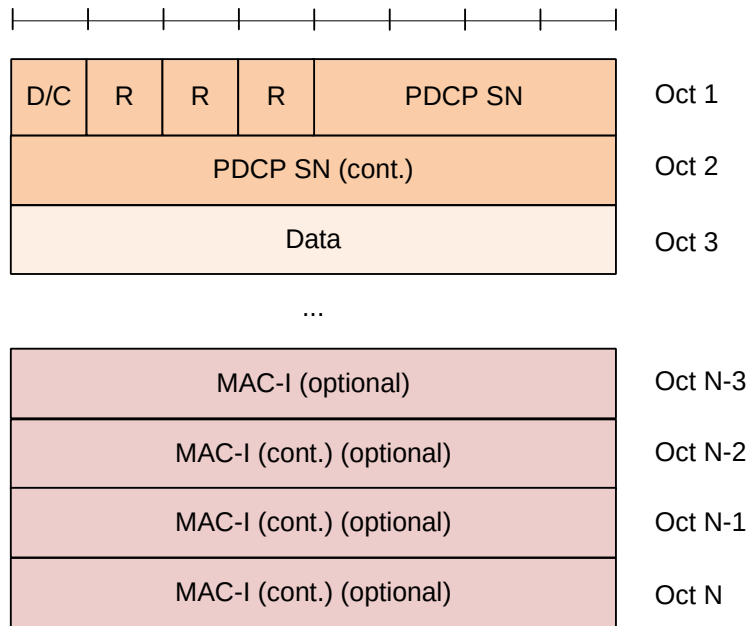 D/C R R R PDCP SN Oct 1
PDCP SN (cont.) Oct 2
Data Oct 3
...
MAC-I (optional) Oct N-3
MAC-I (cont.) (optional) Oct N-2
MAC-I (cont.) (optional) Oct N-1
MAC-I (cont.) (optional) Oct N